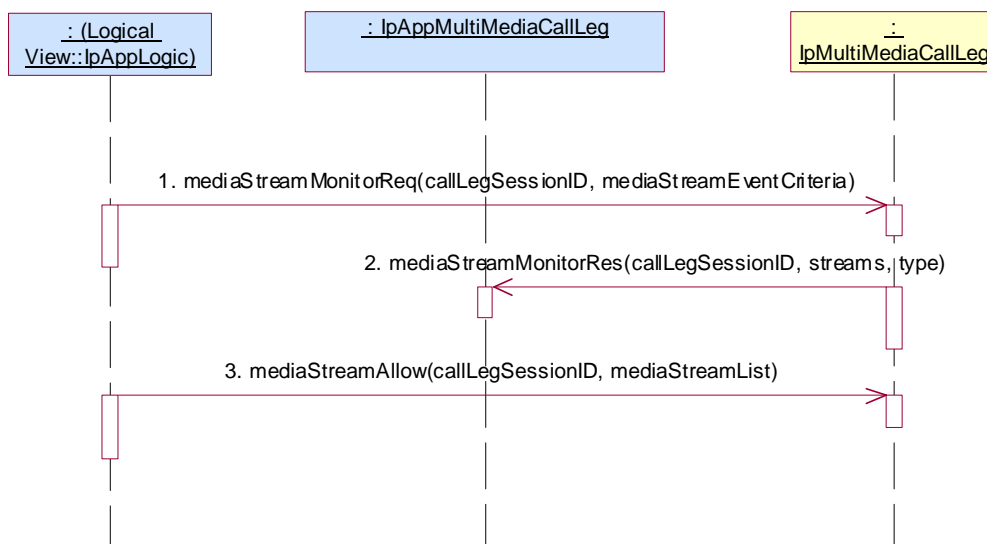 : (Logical
View::IpAppLogic)
: IpAppMultiMediaCallLeg
:
IpMultiMediaCallLeg
1. mediaStreamMonitorReq(callLegSessionID, mediaStreamEventCriteria)
2. mediaStreamMonitorRes(callLegSessionID, streams, type)
3. mediaStreamAllow(callLegSessionID, mediaStreamList)